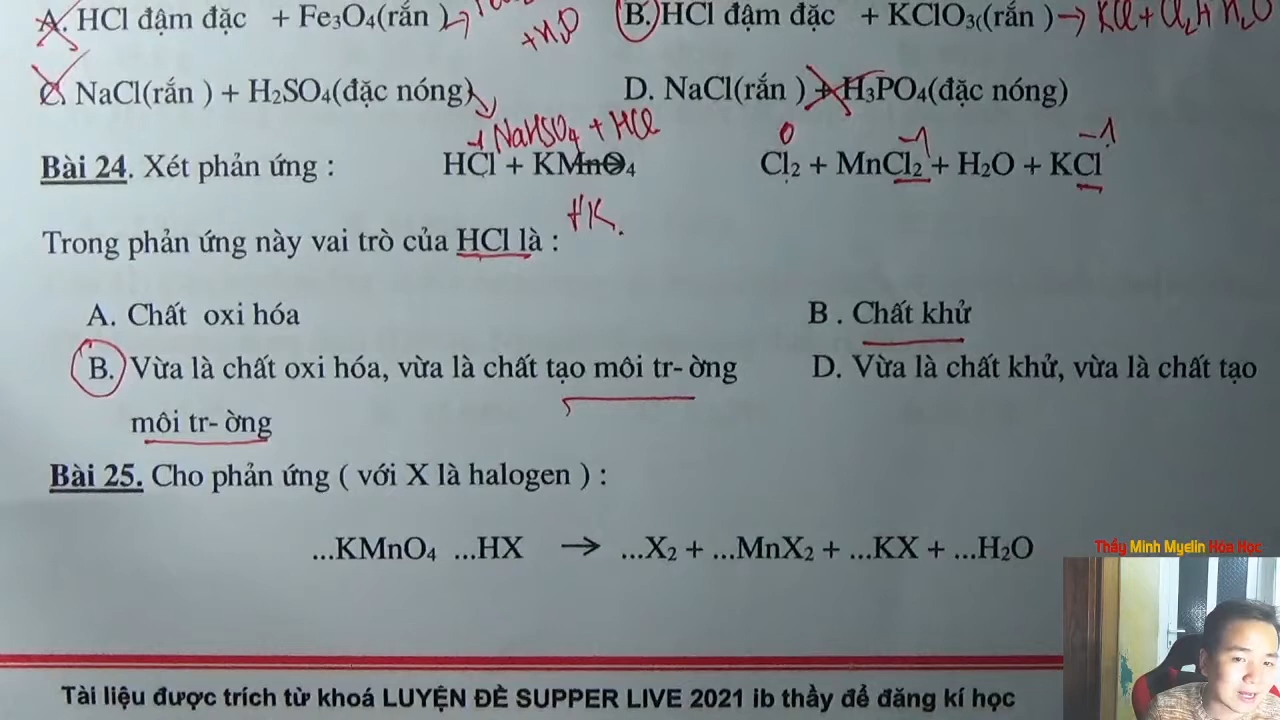 A. HCl đậm đặc + Fe₃O₄(rắn )→
+ H₂O
B. HCl đậm đặc + KClO₃((rắn )→ KCl + Cl₂ + H₂O
C. NaCl(rắn ) + H₂SO₄(đặc nóng)
D. NaCl(rắn ) + H₃PO₄(đặc nóng)
→ NaHSO₄ + HCl
-1 0 -1 -1
Bài 24. Xét phản ứng : HCl + KMnO₄ Cl₂ + MnCl₂ + H₂O + KCl
+K.
Trong phản ứng này vai trò của HCl là :
A. Chất oxi hóa B . Chất khử
B. Vừa là chất oxi hóa, vừa là chất tạo môi tr- ờng D. Vừa là chất khử, vừa là chất tạo
môi tr- ờng
Bài 25. Cho phản ứng ( với X là halogen ) :
...KMnO₄ ...HX → ...X₂ + ...MnX₂ + ...KX + ...H₂O
Thầy Minh Myelin Hóa Học
Tài liệu được trích từ khoá LUYỆN ĐỀ SUPPER LIVE 2021 ib thầy để đăng kí học